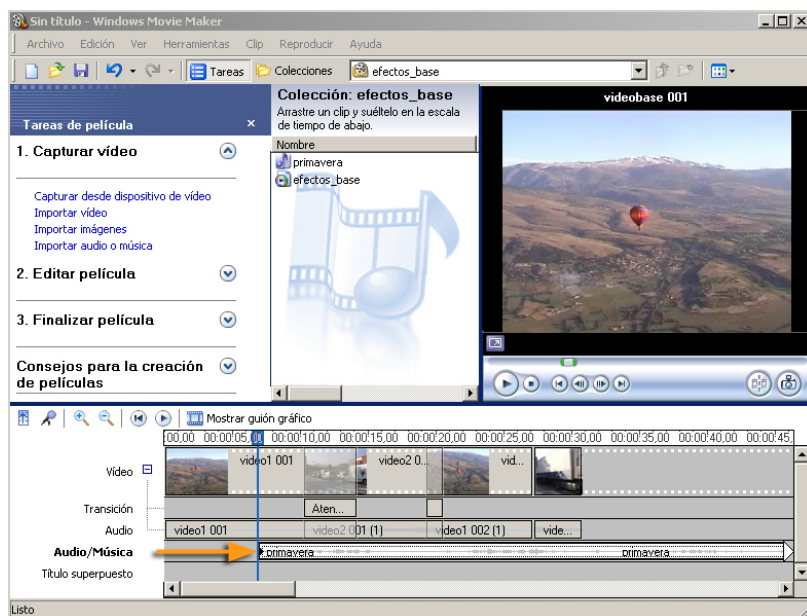 Sin título - Windows Movie Maker
Archivo Edición Ver Herramientas Clip Reproducir Ayuda
Tareas Colecciones efectos_base
Tareas de película ×
1. Capturar vídeo
Capturar desde dispositivo de vídeo
Importar vídeo
Importar imágenes
Importar audio o música
2. Editar película
3. Finalizar película
Consejos para la creación
de películas
Colección: efectos_base
Arrastre un clip y suéltelo en la escala
de tiempo de abajo.
Nombre
primavera
efectos_base
videobase 001
Mostrar guión gráfico
:00,00 00:00:05,00 00:00:10,00 00:00:15,00 00:00:20,00 00:00:25,00 00:00:30,00 00:00:35,00 00:00:40,00 00:00:45,
Vídeo video1 001 video2 0... vid...
Transición Aten...
Audio video1 001 video2 001 (1) video1 002 (1) vide...
Audio/Música primavera primavera
Título superpuesto
Listo